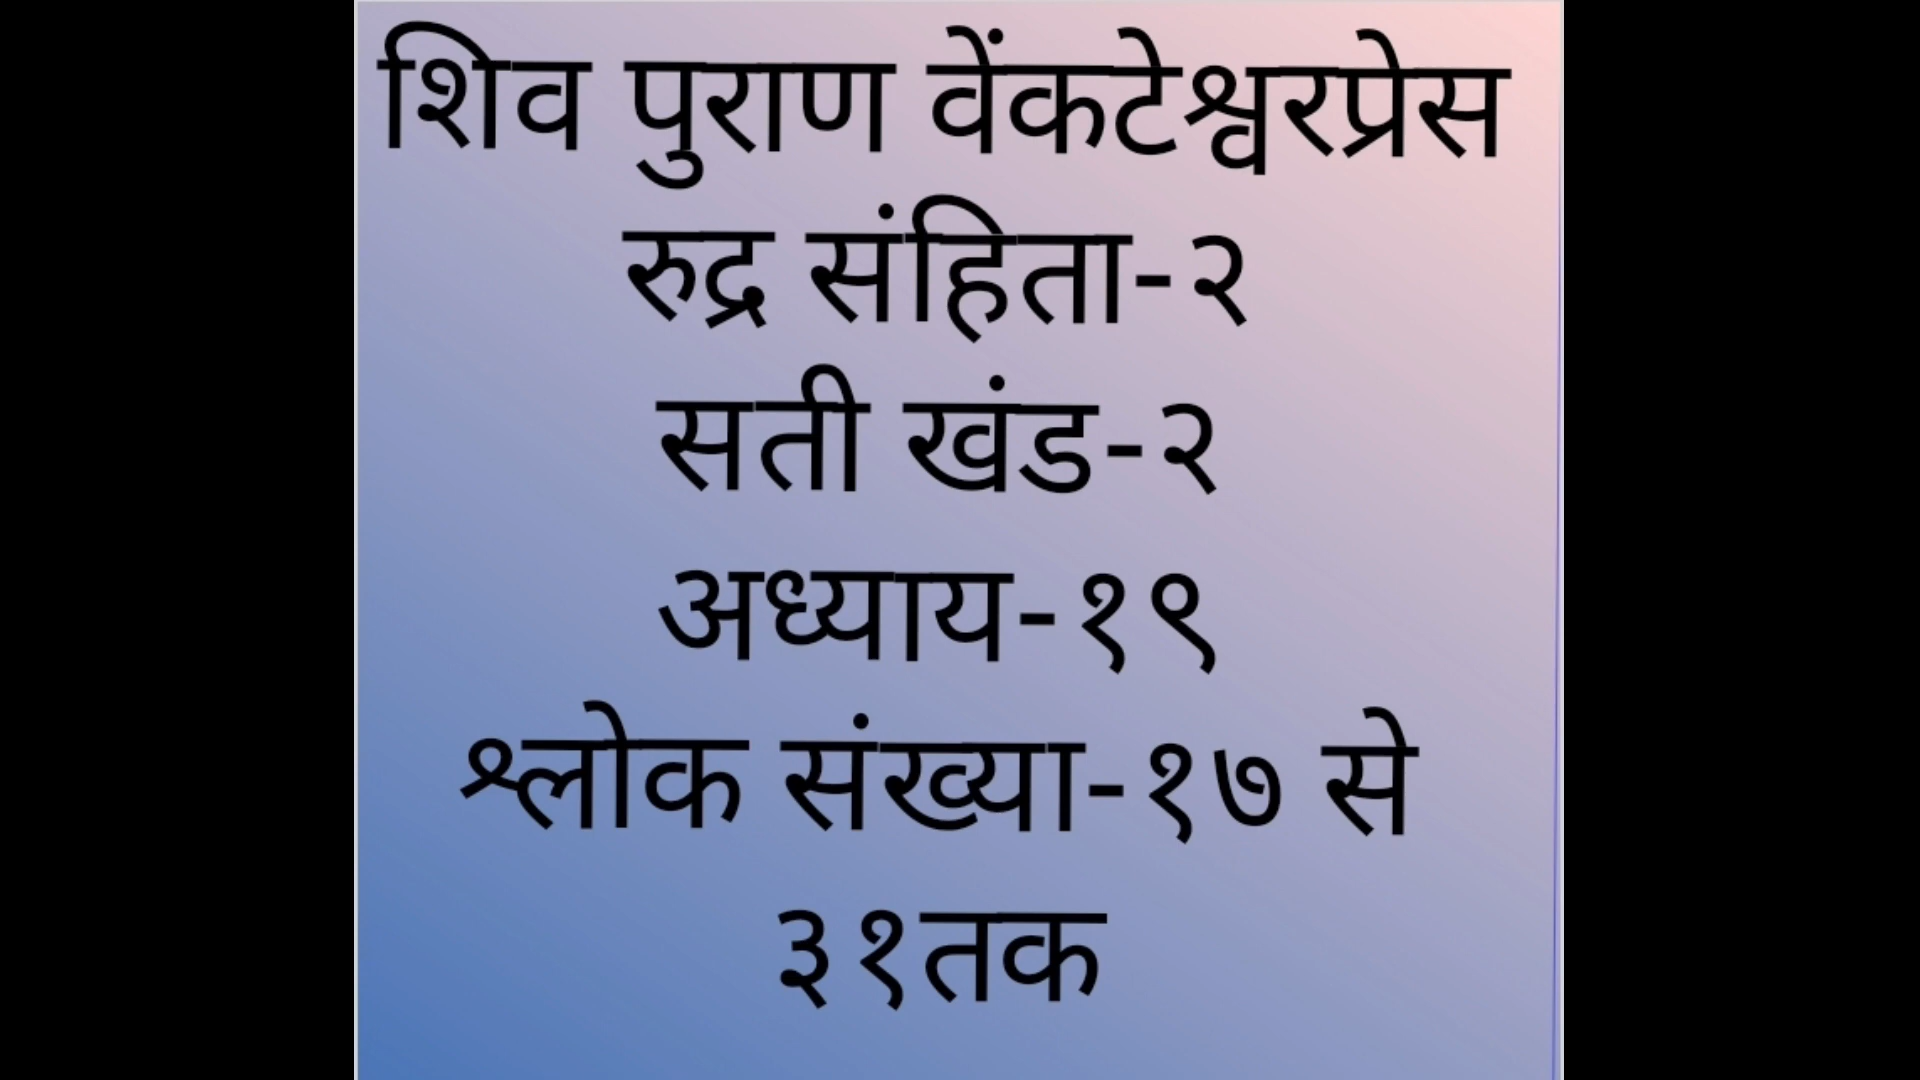 शिव पुराण वेंकटेश्वरप्रेस
रुद्र संहिता-२
सती खंड-२
अध्याय-१९
श्लोक संख्या-१७ से
३१तक